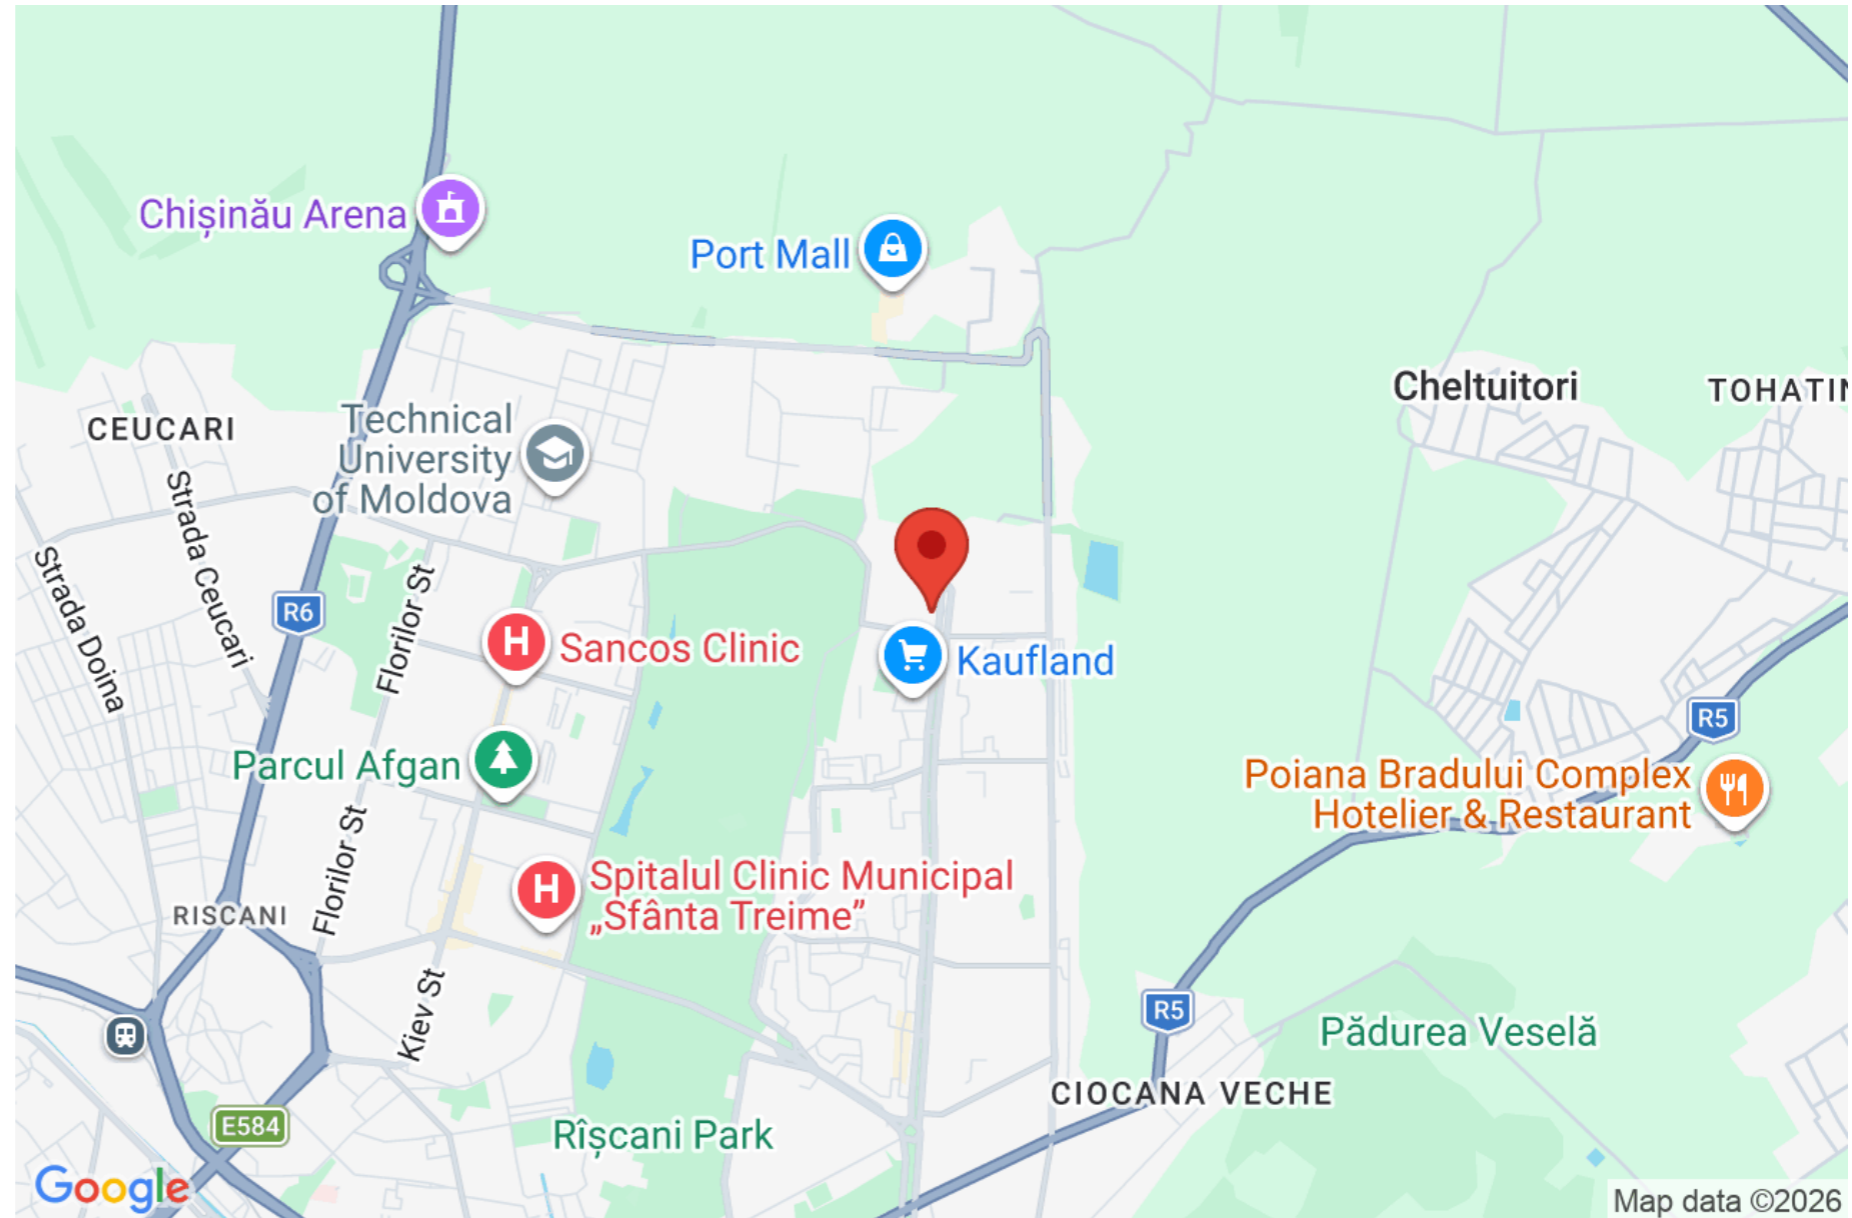 Chișinău Arena
Port Mall
Cheltuitori
TOHATIN
CEUCARI
Technical
University
of Moldova
Strada Ceucari
Strada Doina
Florilor St
R6
Sancos Clinic
Kaufland
R5
Parcul Afgan
Poiana Bradului Complex
Hotelier & Restaurant
Florilor St
Spitalul Clinic Municipal
„Sfânta Treime”
RISCANI
Kiev St
R5
Pădurea Veselă
CIOCANA VECHE
E584
Rîșcani Park
Google
Map data ©2026